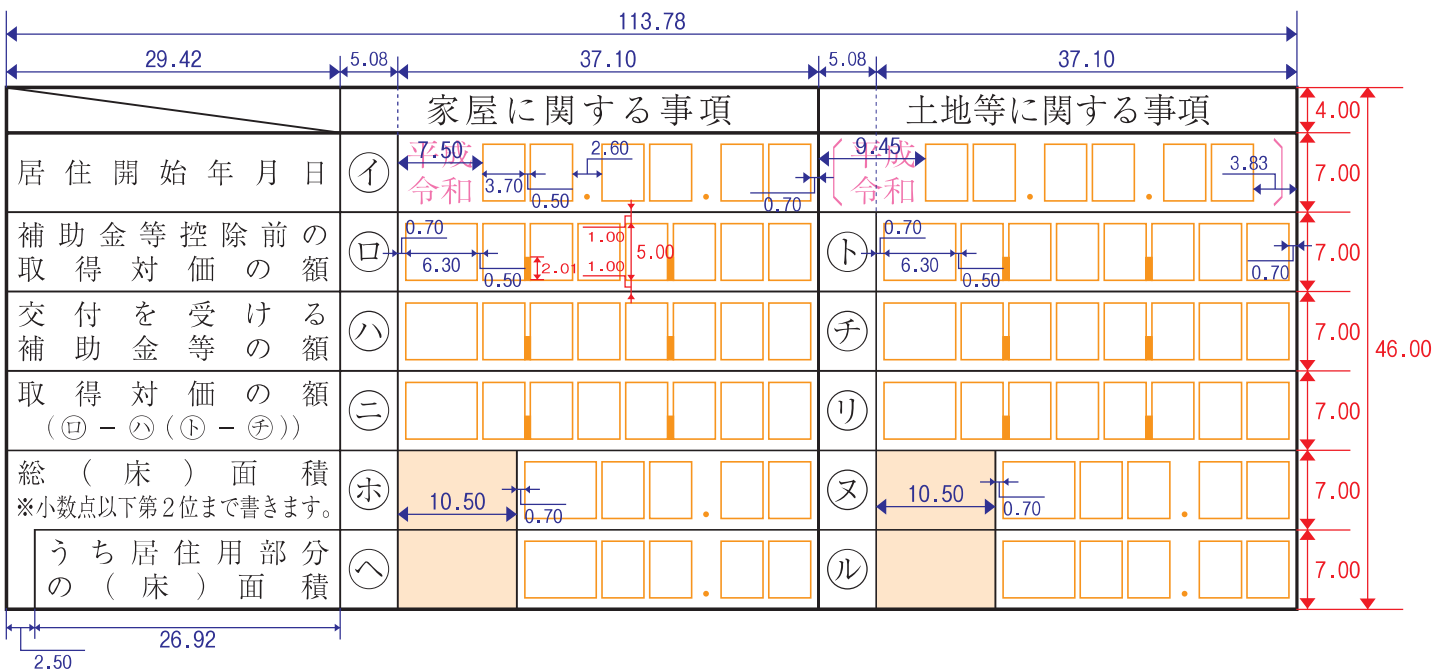 113.78
29.42 5.08 37.10 5.08 37.10
家屋に関する事項 土地等に関する事項 4.00
居住開始年月日 イ 平成 7.50 2.60 〔平成 9.45 3.83 7.00
令和 3.70 0.50 . . 0.70 令和 . . 〕
補助金等控除前の ロ 0.70 1.00 5.00 ト 0.70 7.00
取得対価の額 6.30 0.50 2.01 1.00 6.30 0.50 0.70
交付を受ける ハ チ 7.00
補助金等の額 46.00
取得対価の額 ニ リ 7.00
(ロ－ハ(ト－チ))
総（床）面積 ホ 10.50 0.70 . ヌ 10.50 0.70 . 7.00
※小数点以下第2位まで書きます。
うち居住用部分 ヘ . ル . 7.00
の（床）面積
26.92
2.50